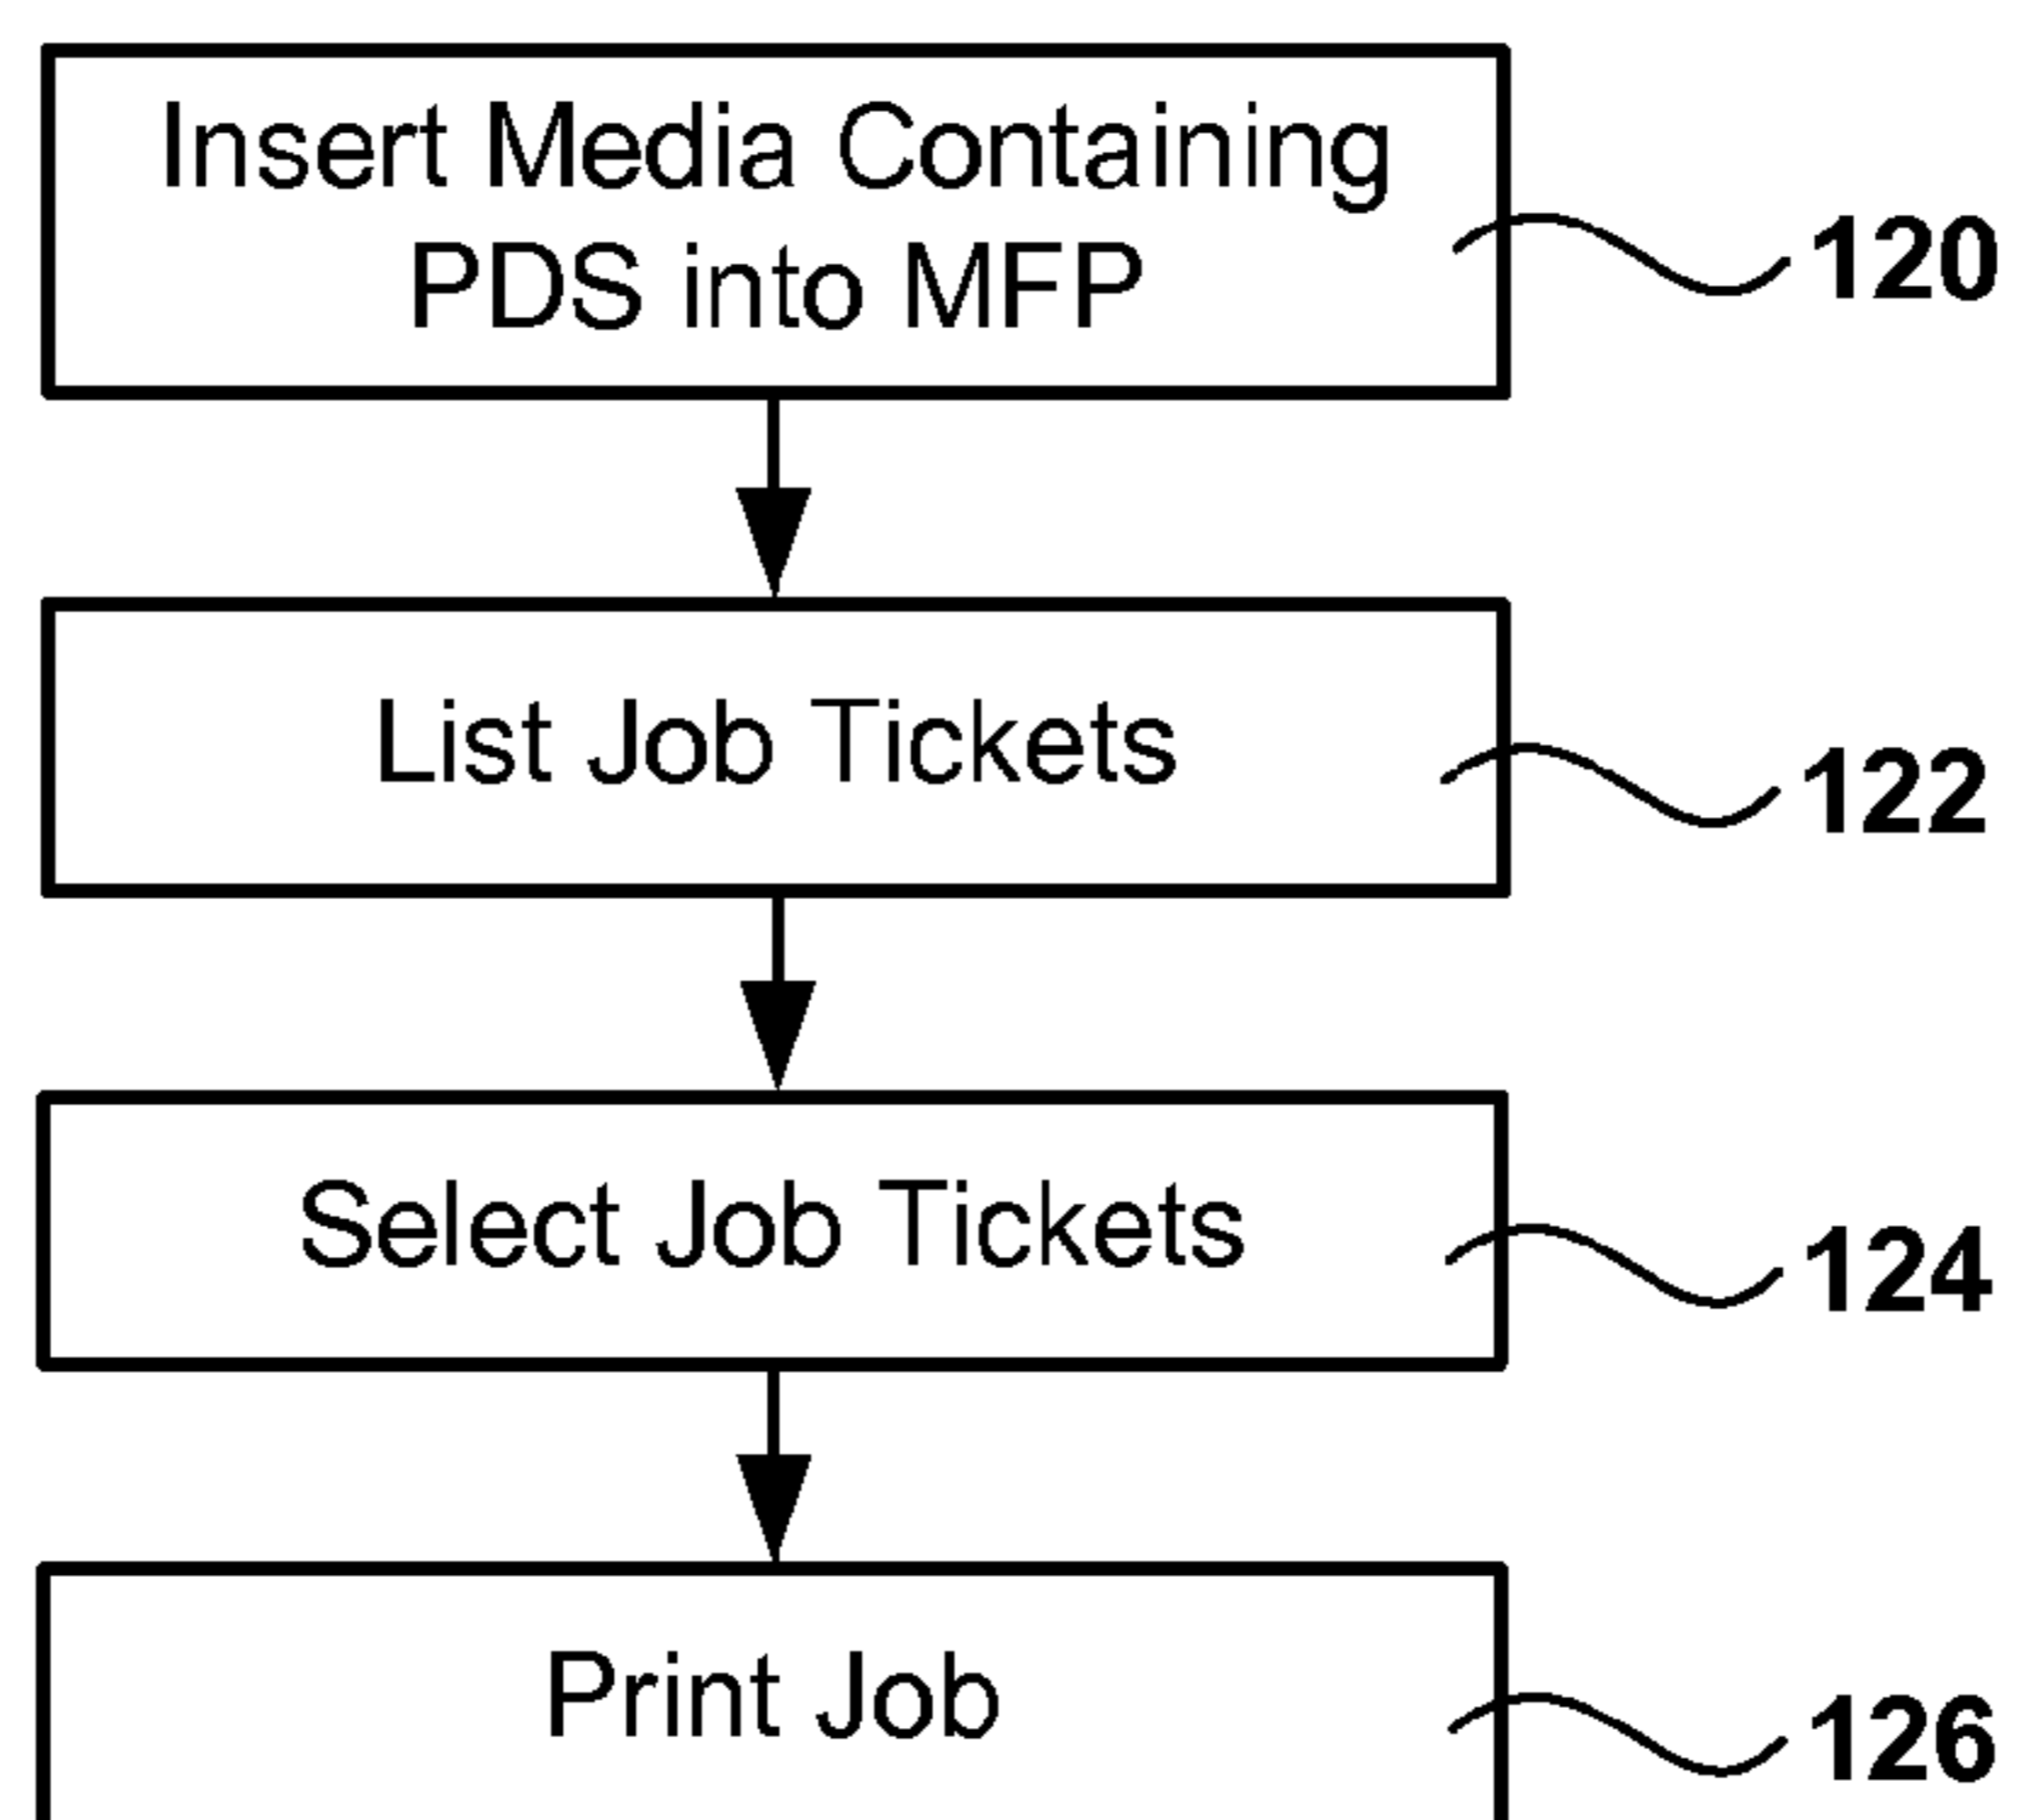 Insert Media Containing
PDS into MFP
120
List Job Tickets
122
Select Job Tickets
124
Print Job
126